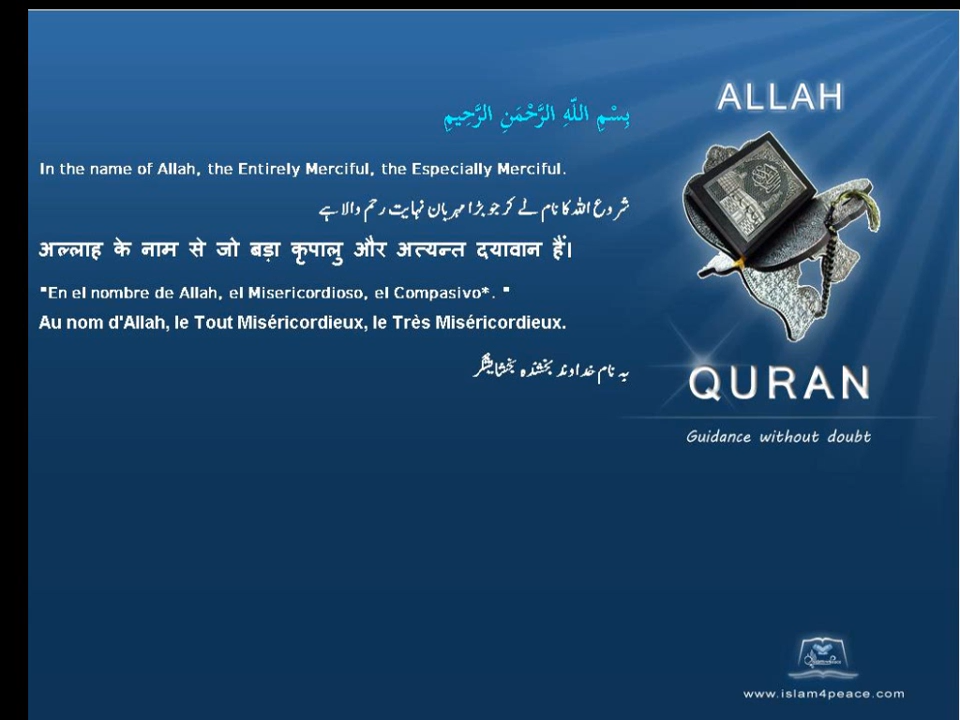 بِسْمِ اللَّهِ الرَّحْمَنِ الرَّحِيمِ
In the name of Allah, the Entirely Merciful, the Especially Merciful.
شروع الله کا نام لے کر جو بڑا مہربان نہایت رحم والا ہے
अल्लाह के नाम से जो बड़ा कृपालु और अत्यन्त दयावान हैं।
"En el nombre de Allah, el Misericordioso, el Compasivo*. "
Au nom d'Allah, le Tout Miséricordieux, le Très Miséricordieux.
به نام خداوند بخشنده بخشایشگر
ALLAH
QURAN
Guidance without doubt
www.islam4peace.com